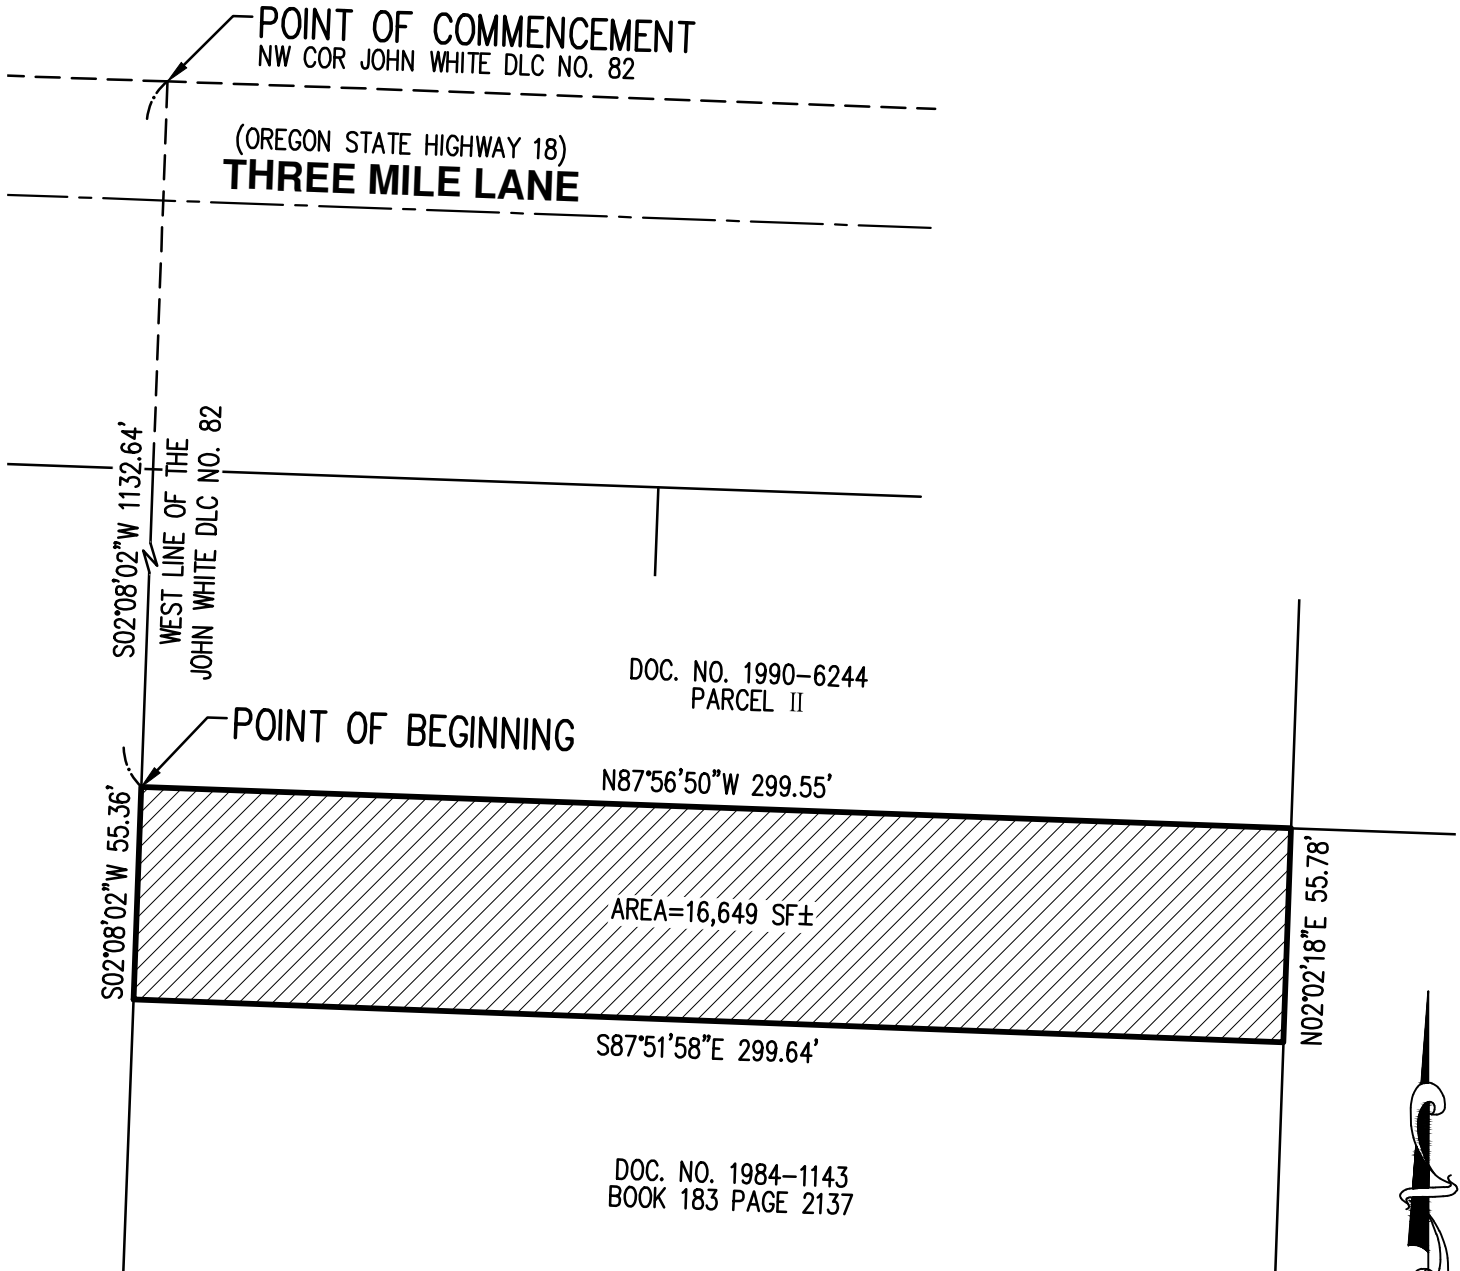 POINT OF COMMENCEMENT
NW COR JOHN WHITE DLC NO. 82
(OREGON STATE HIGHWAY 18)
THREE MILE LANE
S02°08'02"W 1132.64'
WEST LINE OF THE
JOHN WHITE DLC NO. 82
DOC. NO. 1990-6244
PARCEL II
POINT OF BEGINNING
N87°56'50"W 299.55'
S02°08'02"W 55.36'
AREA=16,649 SF±
N02°02'18"E 55.78'
S87°51'58"E 299.64'
DOC. NO. 1984-1143
BOOK 183 PAGE 2137